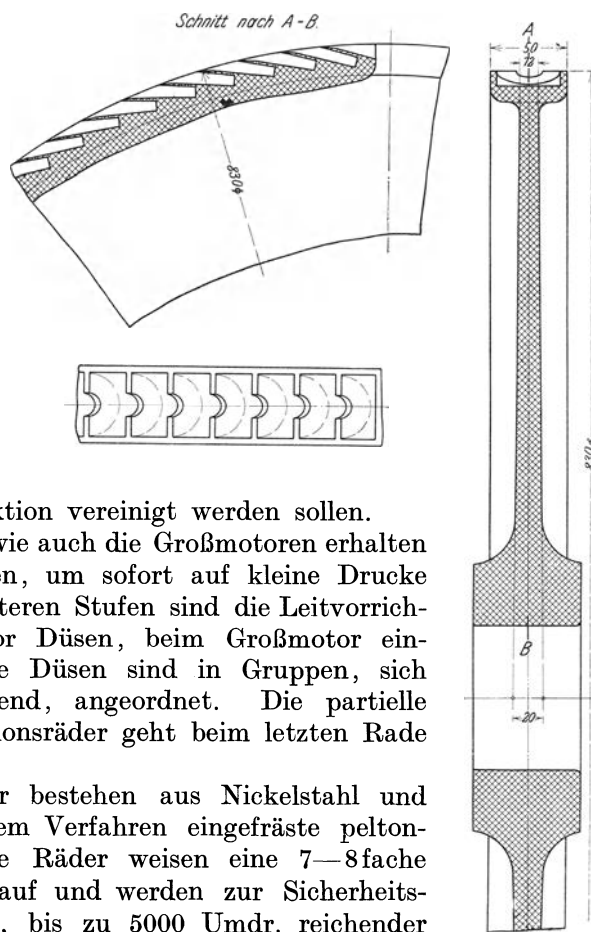 Schnitt nach A-B.
A
50
12
830φ
ktion vereinigt werden sollen.
wie auch die Großmotoren erhalten
en, um sofort auf kleine Drucke
iteren Stufen sind die Leitvorrich-
or Düsen, beim Großmotor ein-
e Düsen sind in Gruppen, sich
end, angeordnet. Die partielle
ionsräder geht beim letzten Rade
B
20
r bestehen aus Nickelstahl und
em Verfahren eingefräste pelton-
e Räder weisen eine 7—8fache
auf und werden zur Sicherheits-
, bis zu 5000 Umdr. reichender